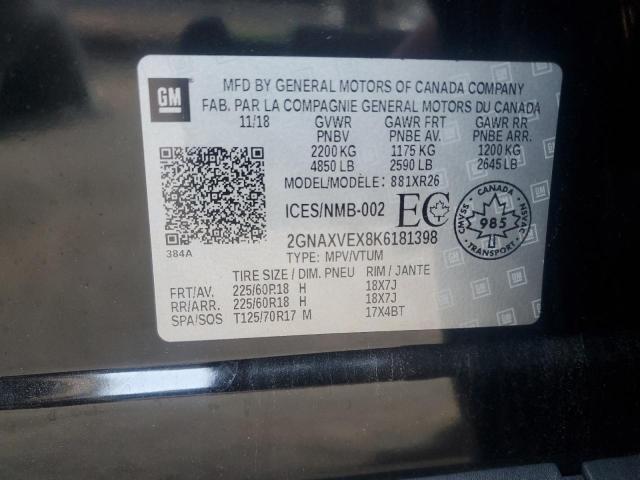 GM
MFD BY GENERAL MOTORS OF CANADA COMPANY
FAB. PAR LA COMPAGNIE GENERAL MOTORS DU CANADA
11/18 GVWR GAWR FRT GAWR RR
PNBV PNBE AV. PNBE ARR.
2200 KG 1175 KG 1200 KG
4850 LB 2590 LB 2645 LB
MODEL/MODÈLE: 881XR26
ICES/NMB-002 EC
CANADA
CMVSS NSVAC
985
TRANSPORT
2GNAXVEX8K6181398
384A
TYPE: MPV/VTUM
TIRE SIZE / DIM. PNEU RIM / JANTE
FRT/AV. 225/60R18 H 18X7J
RR/ARR. 225/60R18 H 18X7J
SPA/SOS T125/70R17 M 17X4BT